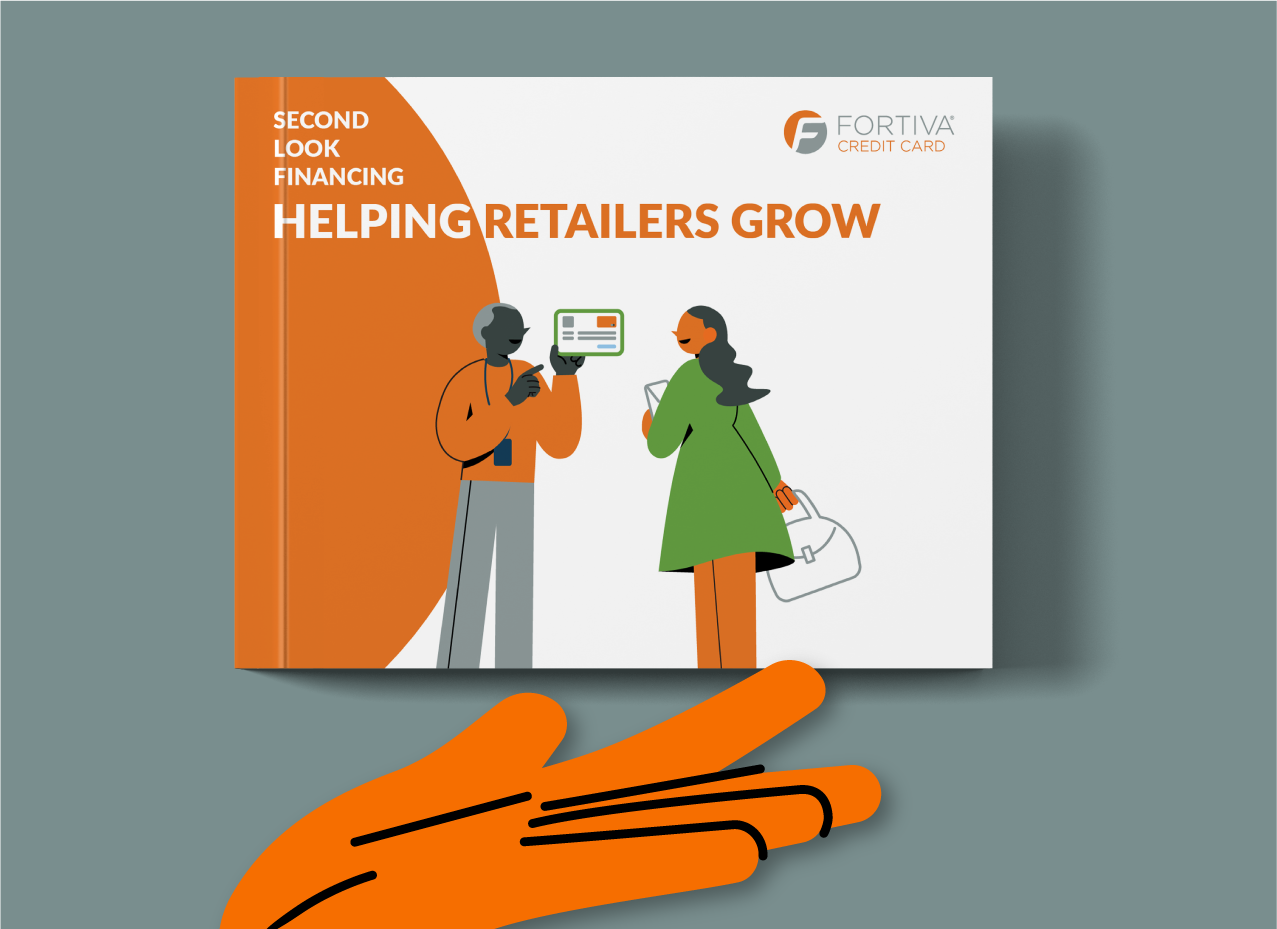 SECOND
LOOK
FINANCING
HELPING RETAILERS GROW
FORTIVA®
CREDIT CARD